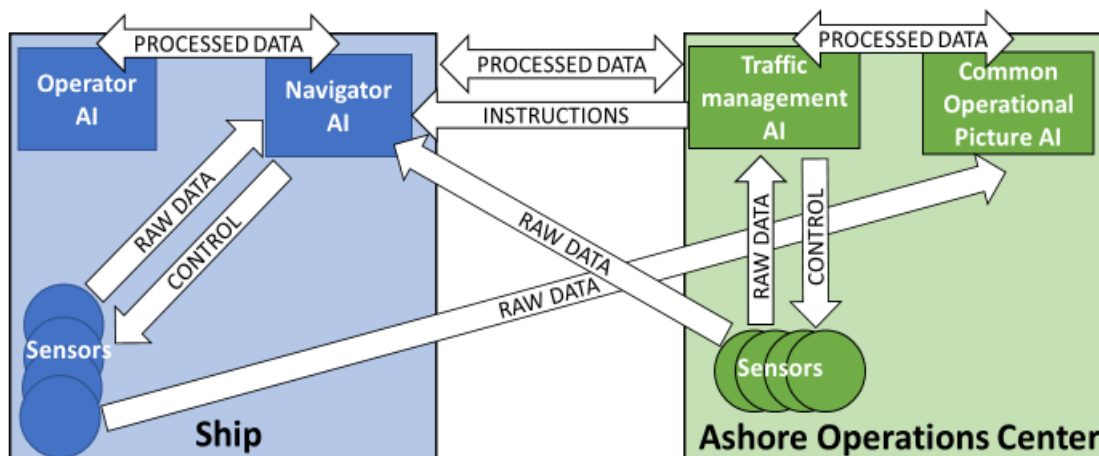 PROCESSED DATA
PROCESSED DATA
Operator
AI
Navigator
AI
PROCESSED DATA
INSTRUCTIONS
Traffic
management
AI
Common
Operational
Picture AI
RAW DATA
CONTROL
RAW DATA
RAW DATA
RAW DATA
CONTROL
Sensors
Sensors
Ship
Ashore Operations Center